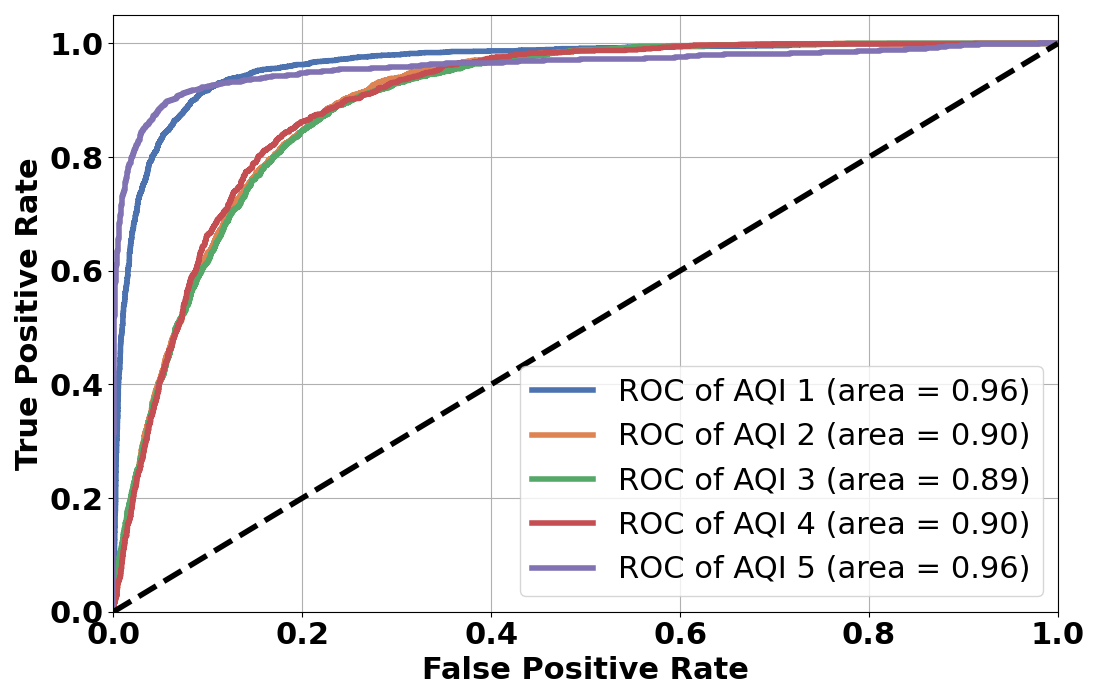 1.0
0.8
0.6
0.4
0.2
0.0
True Positive Rate
ROC of AQI 1 (area = 0.96)
ROC of AQI 2 (area = 0.90)
ROC of AQI 3 (area = 0.89)
ROC of AQI 4 (area = 0.90)
ROC of AQI 5 (area = 0.96)
0.0 0.2 0.4 0.6 0.8 1.0
False Positive Rate